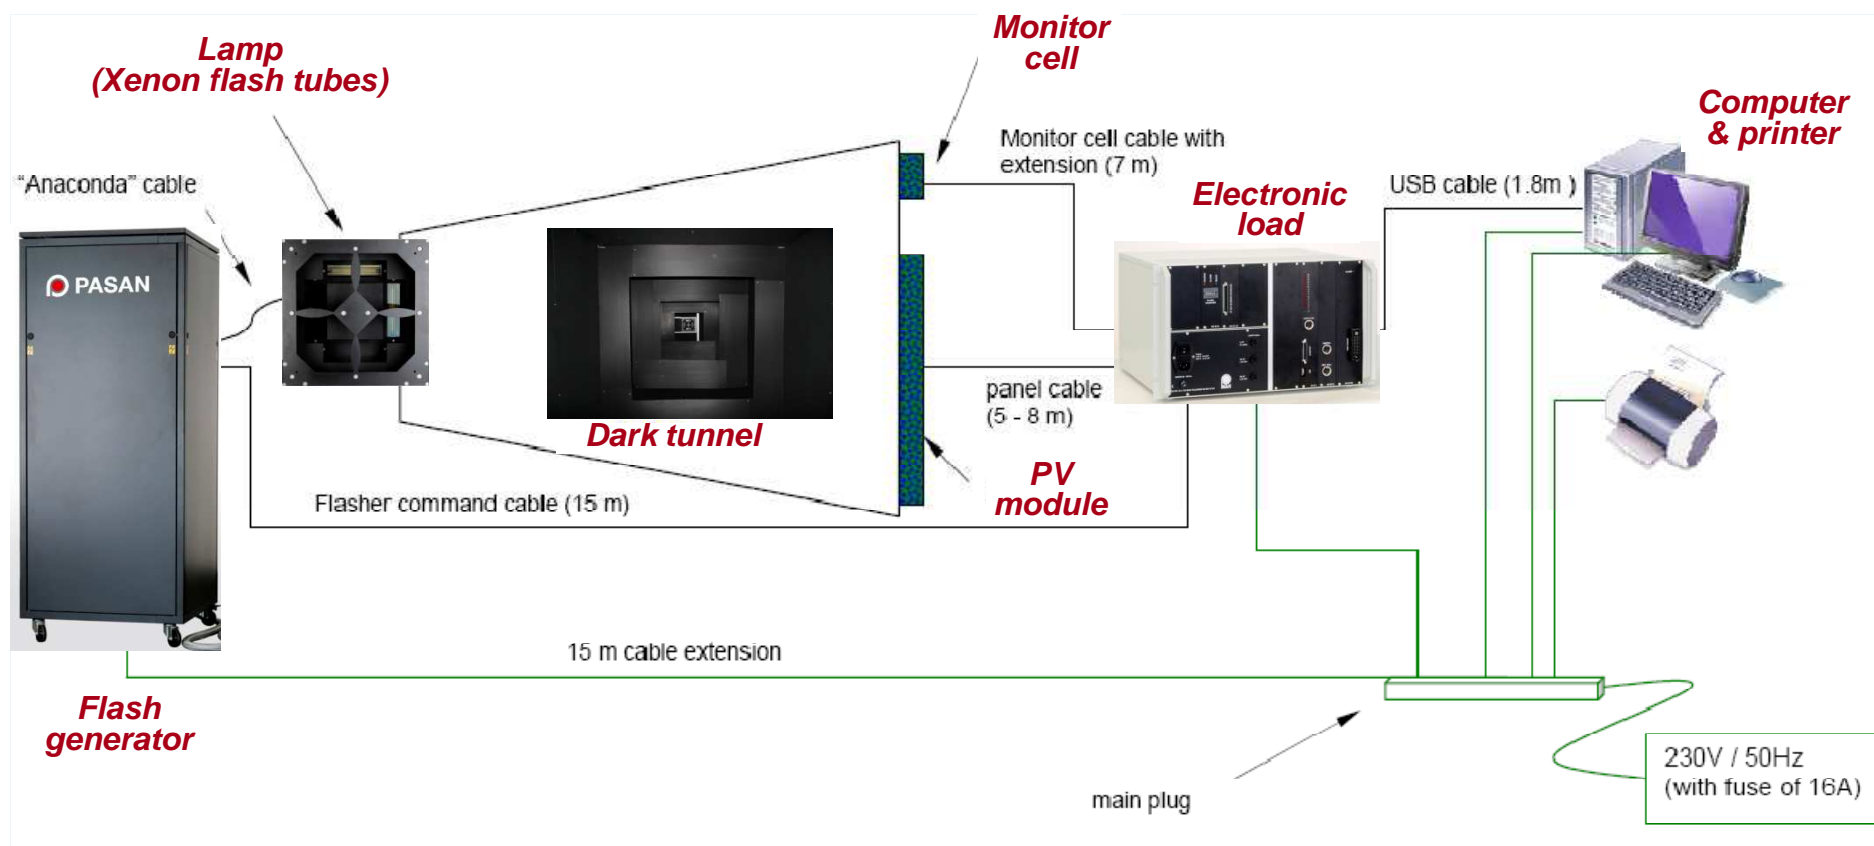 Lamp
(Xenon flash tubes)
Monitor
cell
Computer
& printer
Monitor cell cable with
extension (7 m)
"Anaconda" cable
USB cable (1.8m )
Electronic
load
PASAN
panel cable
(5 - 8 m)
Dark tunnel
PV
module
Flasher command cable (15 m)
15 m cable extension
Flash
generator
main plug
230V / 50Hz
(with fuse of 16A)